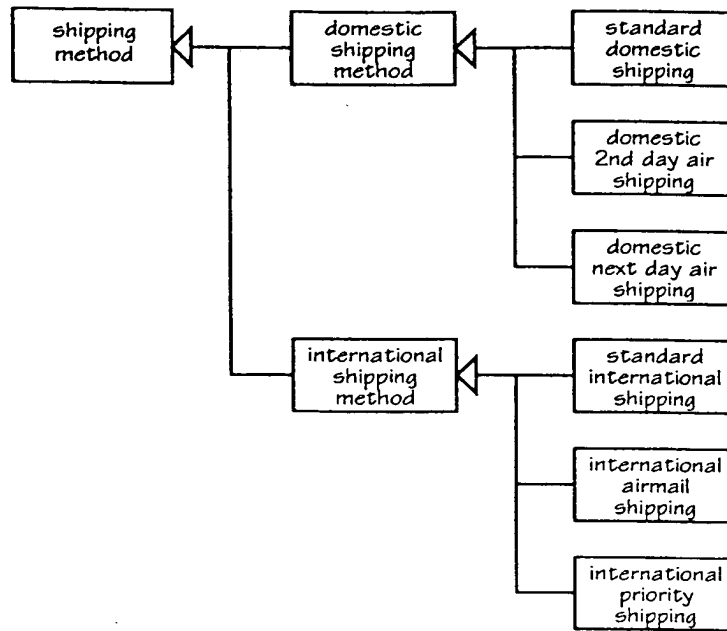 shipping
method
domestic
shipping
method
standard
domestic
shipping
domestic
2nd day air
shipping
domestic
next day air
shipping
international
shipping
method
standard
international
shipping
international
airmail
shipping
international
priority
shipping